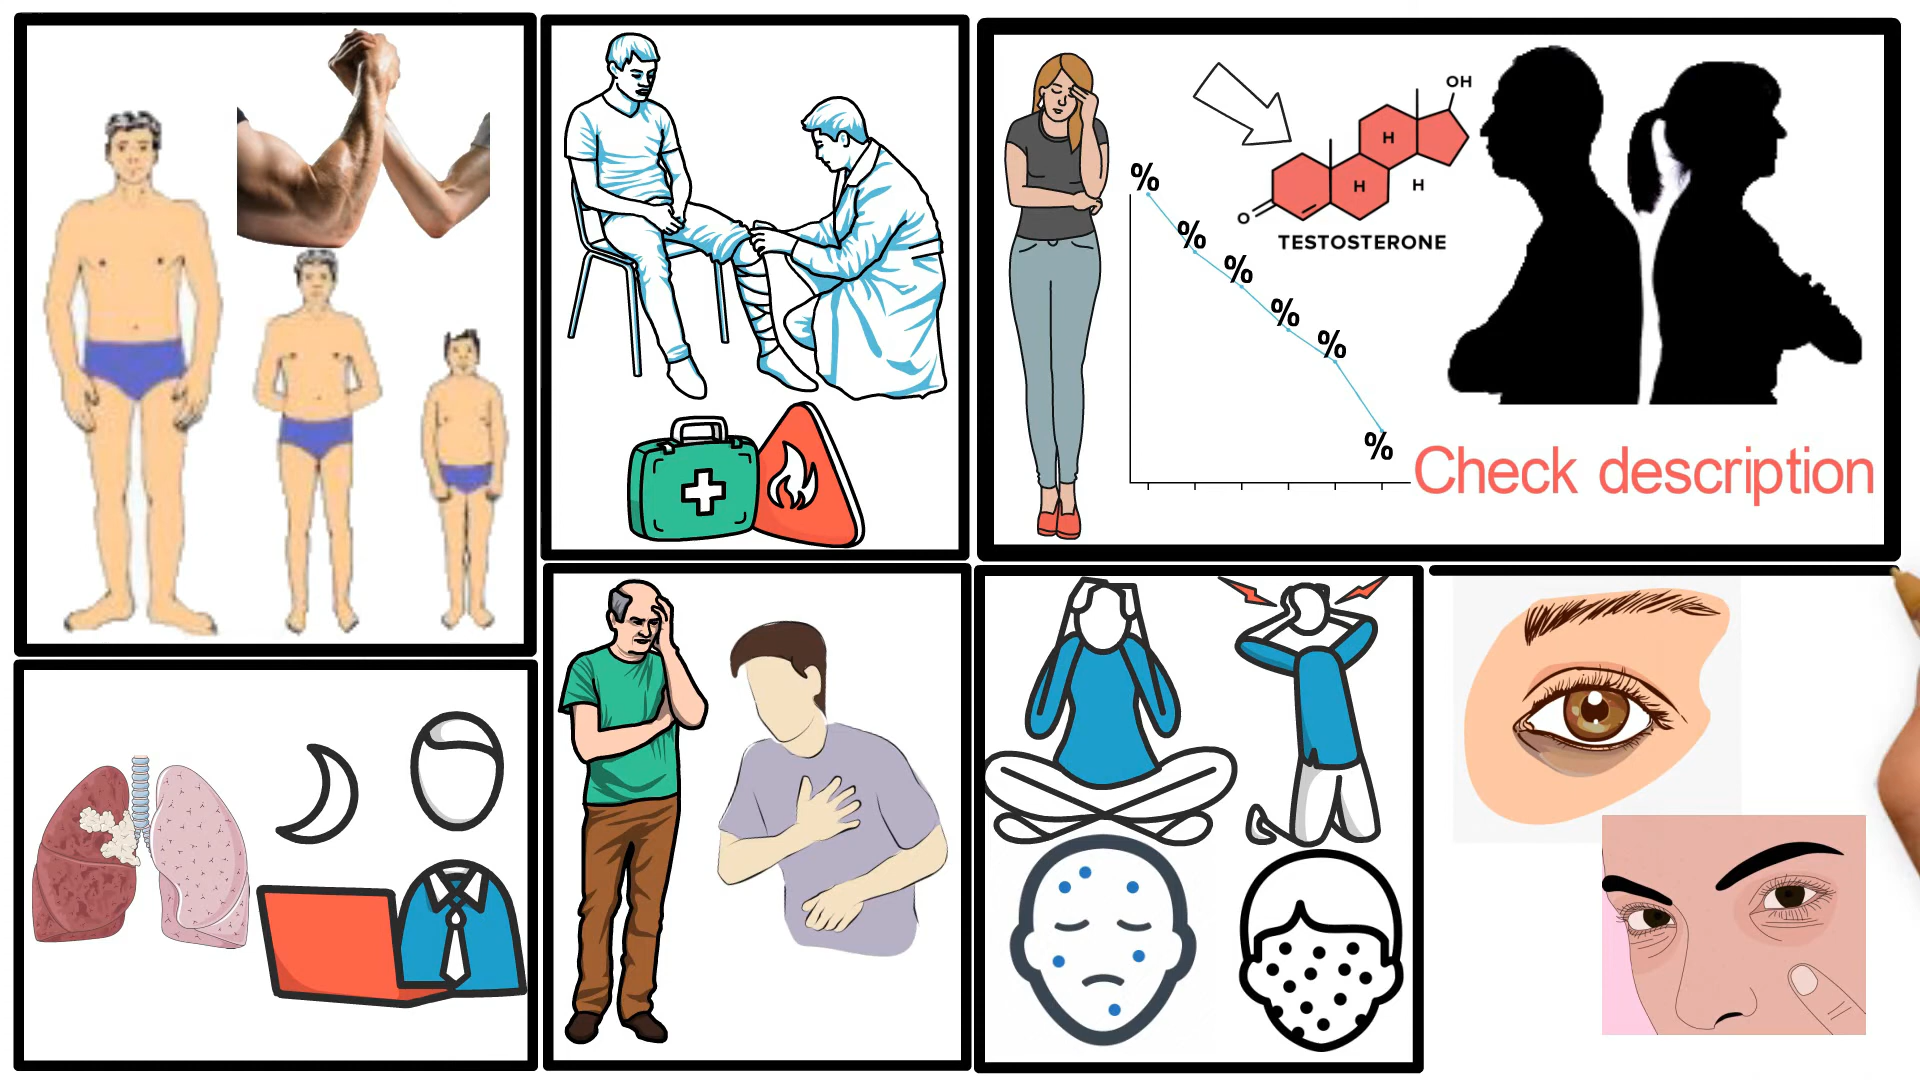 OH
H
H
H
O
TESTOSTERONE
%
%
%
%
%
%
Check description